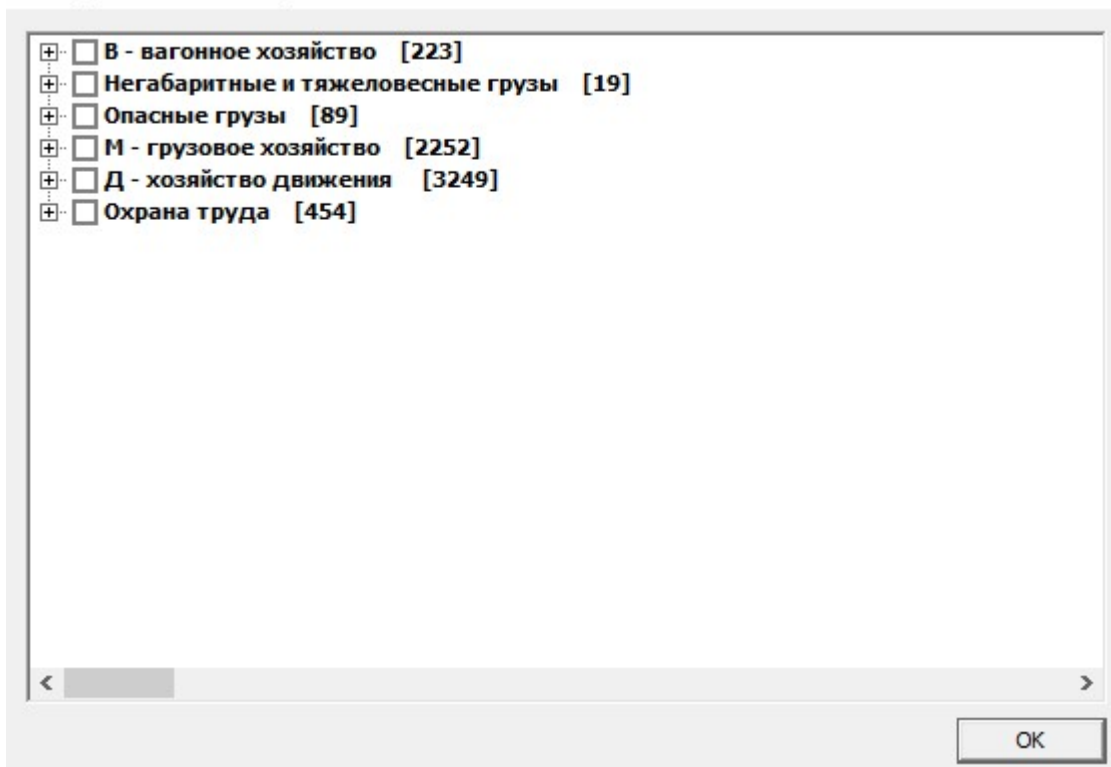 В - вагонное хозяйство [223]
Негабаритные и тяжеловесные грузы [19]
Опасные грузы [89]
М - грузовое хозяйство [2252]
Д - хозяйство движения [3249]
Охрана труда [454]
OK